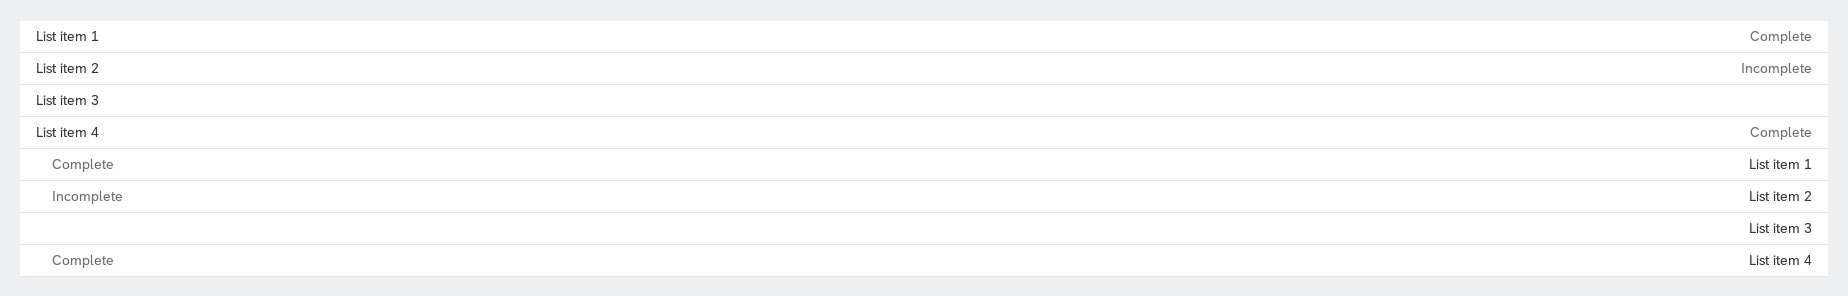 List item 1 Complete
List item 2 Incomplete
List item 3
List item 4 Complete
Complete List item 1
Incomplete List item 2
List item 3
Complete List item 4